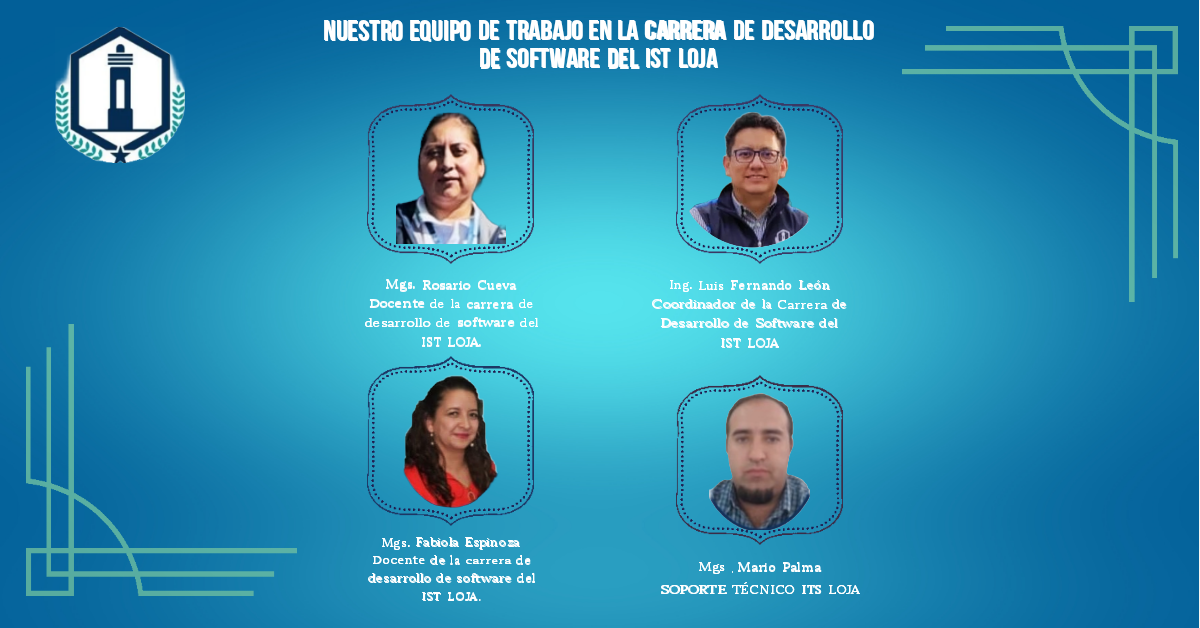 NUESTRO EQUIPO DE TRABAJO EN LA CARRERA DE DESARROLLO
DE SOFTWARE DEL IST LOJA
Mgs. Rosario Cueva
Docente de la carrera de
desarrollo de software del
IST LOJA.
Ing. Luis Fernando León
Coordinador de la Carrera de
Desarrollo de Software del
IST LOJA
Mgs. Fabiola Espinoza
Docente de la carrera de
desarrollo de software del
IST LOJA.
Mgs . Mario Palma
SOPORTE TÉCNICO ITS LOJA